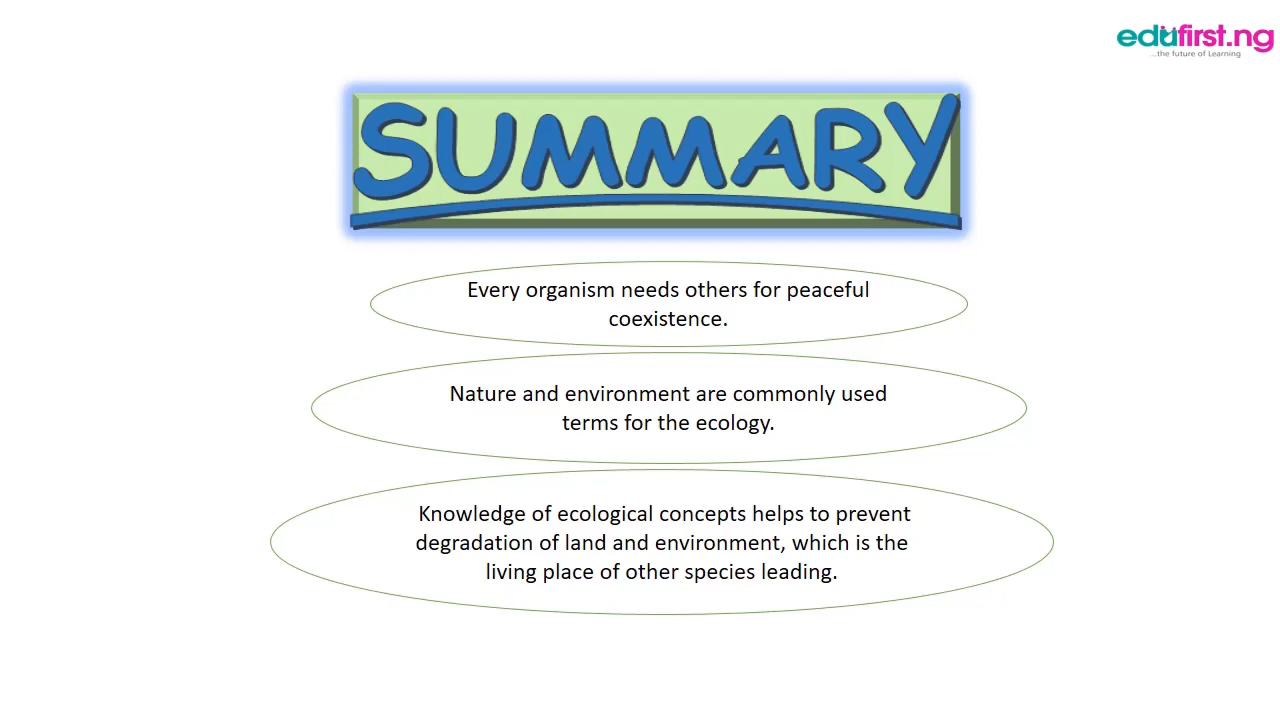 edufirst.ng
...the future of Learning
SUMMARY
Every organism needs others for peaceful
coexistence.
Nature and environment are commonly used
terms for the ecology.
Knowledge of ecological concepts helps to prevent
degradation of land and environment, which is the
living place of other species leading.